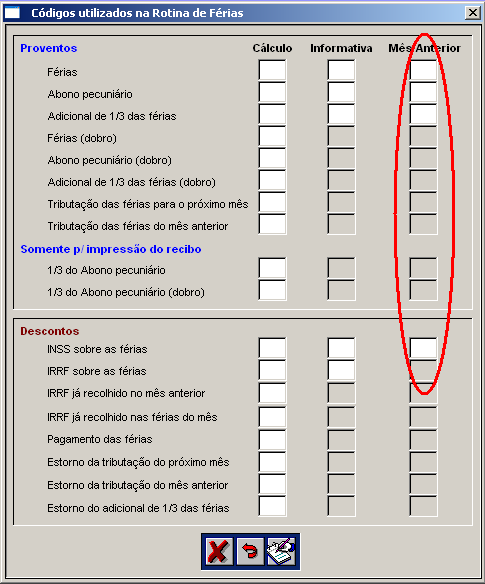 Códigos utilizados na Rotina de Férias
Proventos Cálculo Informativa Mês Anterior
Férias
Abono pecuniário
Adicional de 1/3 das férias
Férias (dobro)
Abono pecuniário (dobro)
Adicional de 1/3 das férias (dobro)
Tributação das férias para o próximo mês
Tributação das férias do mês anterior
Somente p/ impressão do recibo
1/3 do Abono pecuniário
1/3 do Abono pecuniário (dobro)
Descontos
INSS sobre as férias
IRRF sobre as férias
IRRF já recolhido no mês anterior
IRRF já recolhido nas férias do mês
Pagamento das férias
Estorno da tributação do próximo mês
Estorno da tributação do mês anterior
Estorno do adicional de 1/3 das férias